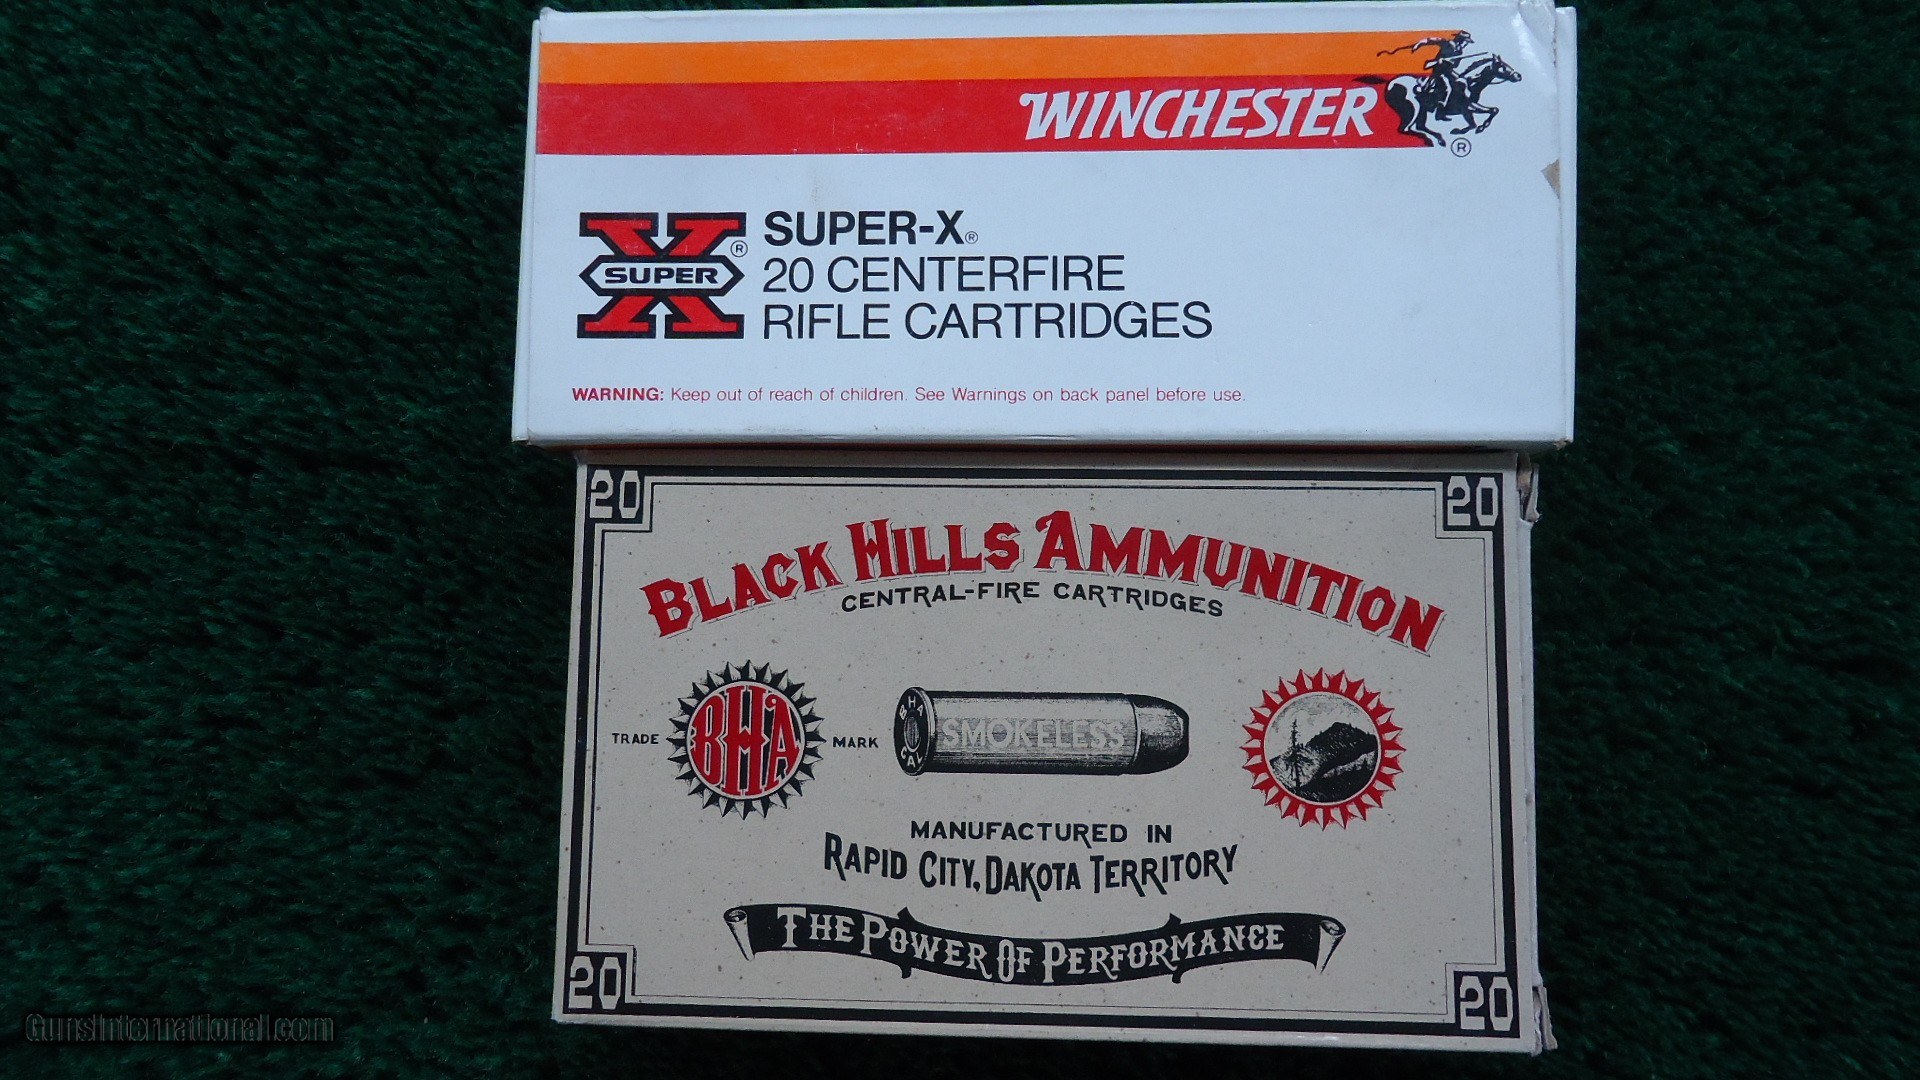 WINCHESTER
®
X
SUPER
®
SUPER-X®
20 CENTERFIRE
RIFLE CARTRIDGES
WARNING: Keep out of reach of children. See Warnings on back panel before use.
20 20
BLACK HILLS AMMUNITION
CENTRAL-FIRE CARTRIDGES
TRADE BHA MARK
BHA CAL
SMOKELESS
MANUFACTURED IN
RAPID CITY, DAKOTA TERRITORY
THE POWER OF PERFORMANCE
20 20
GunsInternational.com